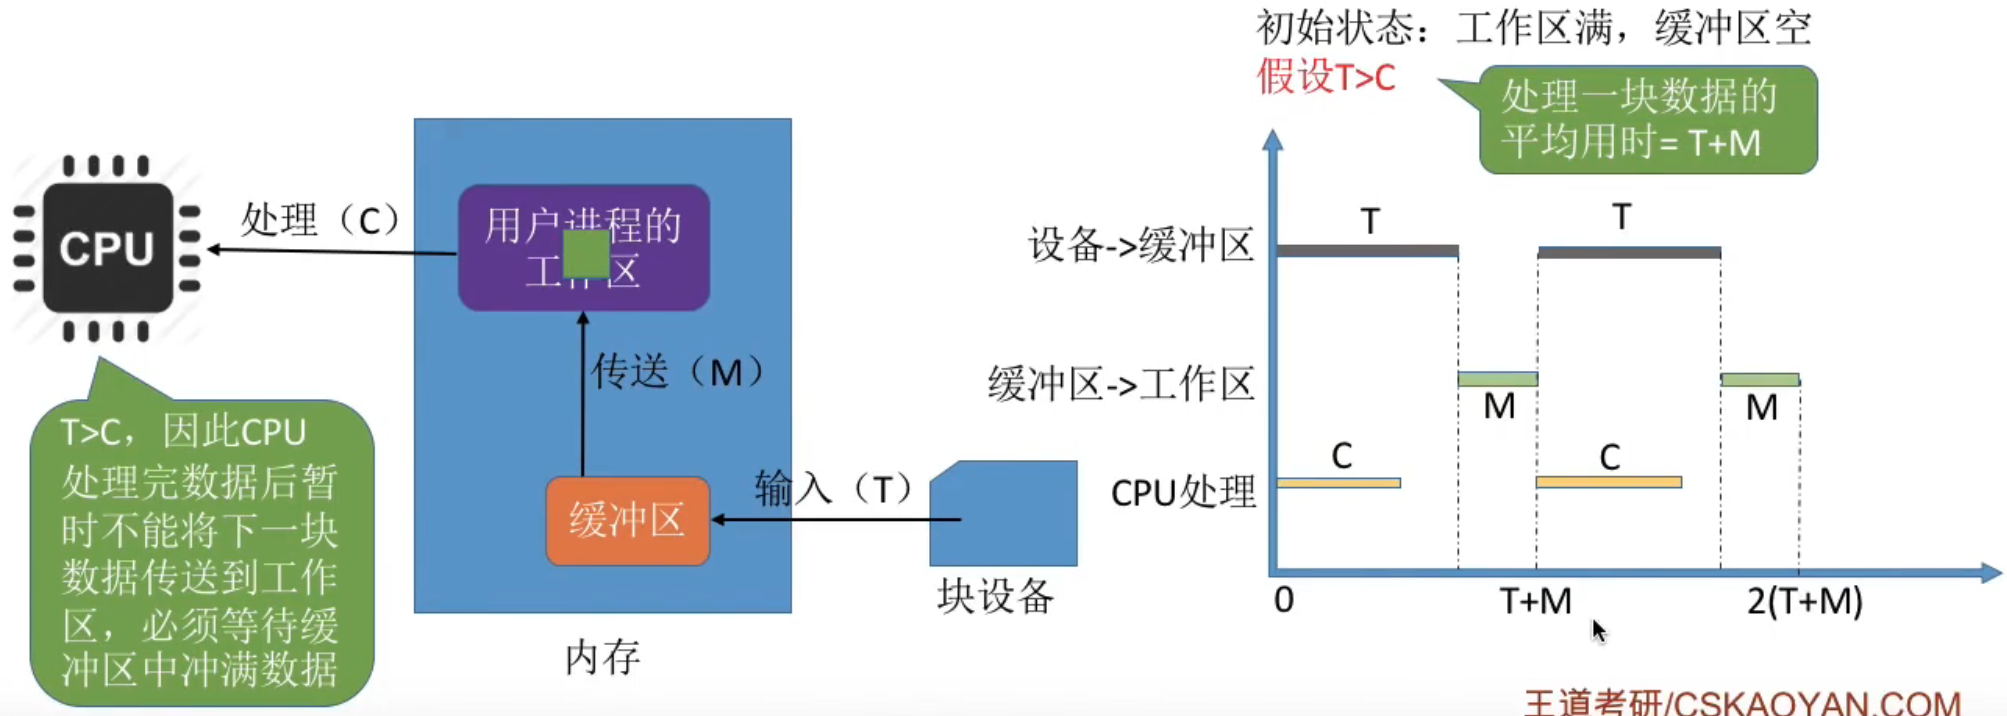 初始状态：工作区满，缓冲区空
假设T>C
处理一块数据的
平均用时= T+M
CPU
处理（C）
用户进程的
工作区
传送（M）
缓冲区
输入（T）
块设备
内存
T>C，因此CPU
处理完数据后暂
时不能将下一块
数据传送到工作
区，必须等待缓
冲区中冲满数据
设备->缓冲区
T
T
缓冲区->工作区
M
M
CPU处理
C
C
0
T+M
2(T+M)
王道考研/CSKAOYAN.COM